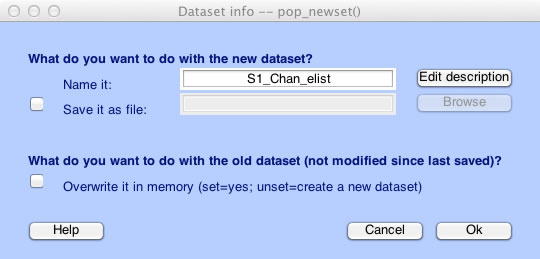 Dataset info -- pop_newset()
What do you want to do with the new dataset?
Name it:
S1_Chan_elist
Edit description
Save it as file:
Browse
What do you want to do with the old dataset (not modified since last saved)?
Overwrite it in memory (set=yes; unset=create a new dataset)
Help
Cancel
Ok